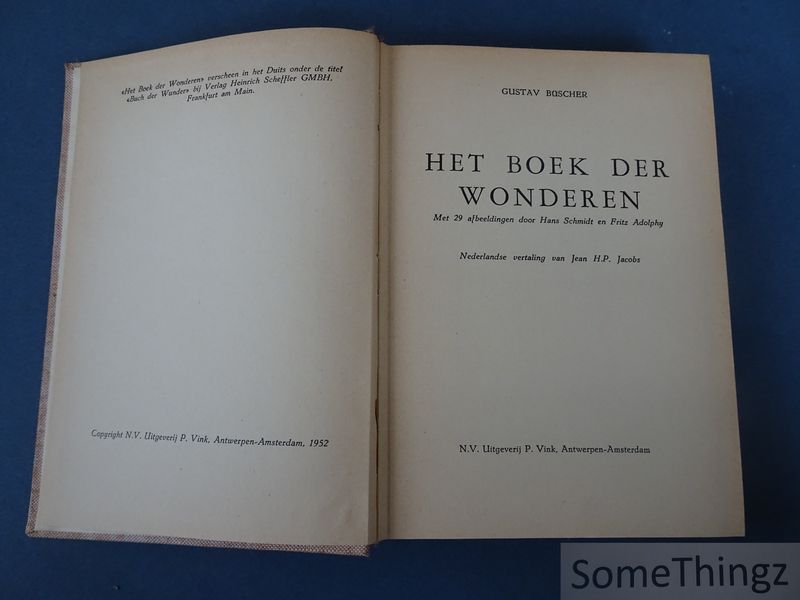 «Het Boek der Wonderen» verscheen in het Duits onder de titel
«Buch der Wunder» bij Verlag Heinrich Scheffler GMBH,
Frankfurt am Main.
Copyright N.V. Uitgeverij P. Vink, Antwerpen-Amsterdam, 1952
GUSTAV BÜSCHER
HET BOEK DER
WONDEREN
Met 29 afbeeldingen door Hans Schmidt en Fritz Adolphy
Nederlandse vertaling van Jean H.P. Jacobs
N.V. Uitgeverij P. Vink, Antwerpen-Amsterdam
SomeThingz